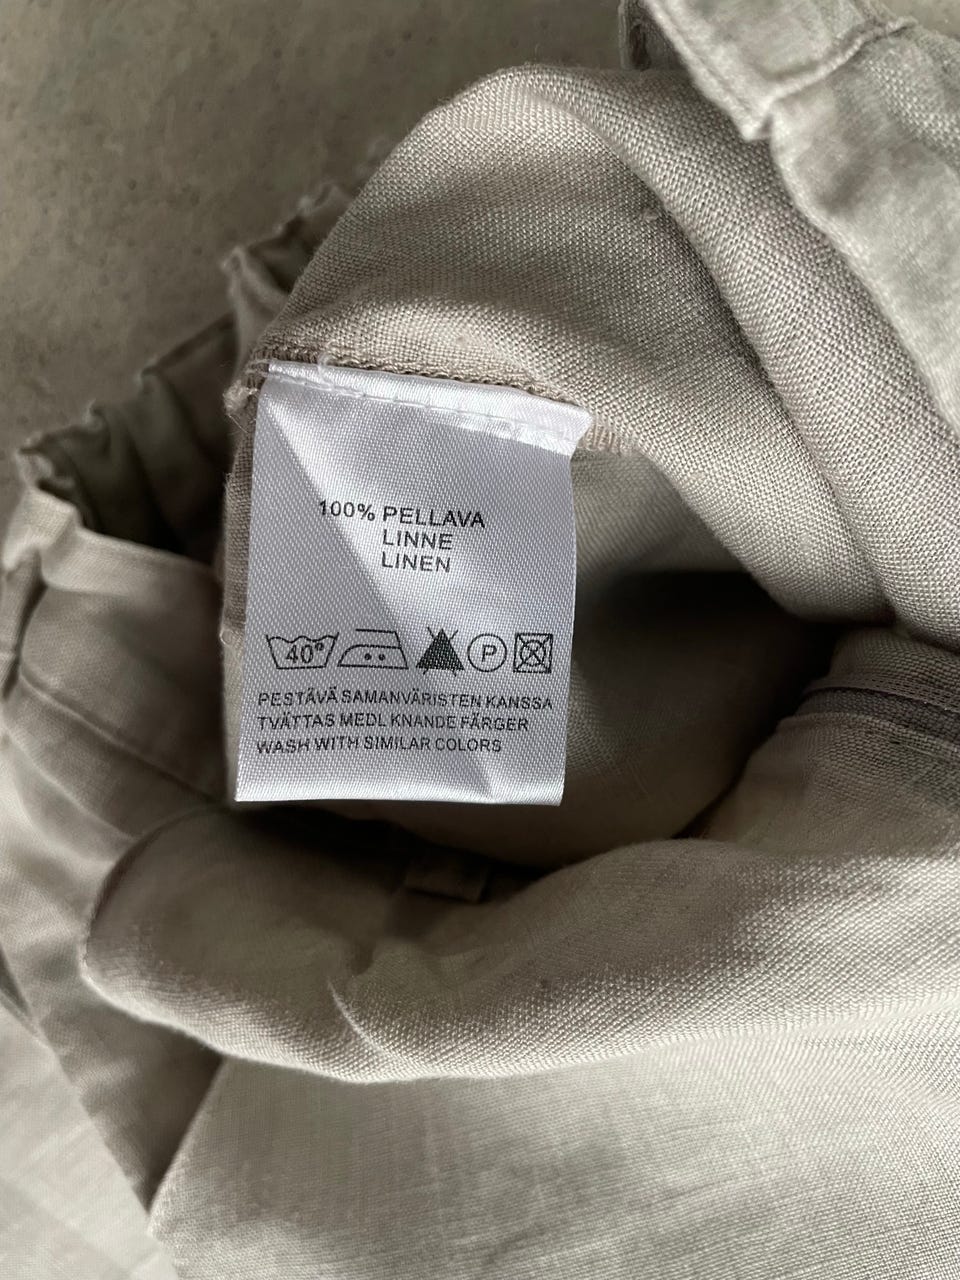 100% PELLAVA
LINNE
LINEN
40° P
PESTÄVÄ SAMANVÄRISTEN KANSSA
TVÄTTAS MEDL KNANDE FÄRGER
WASH WITH SIMILAR COLORS